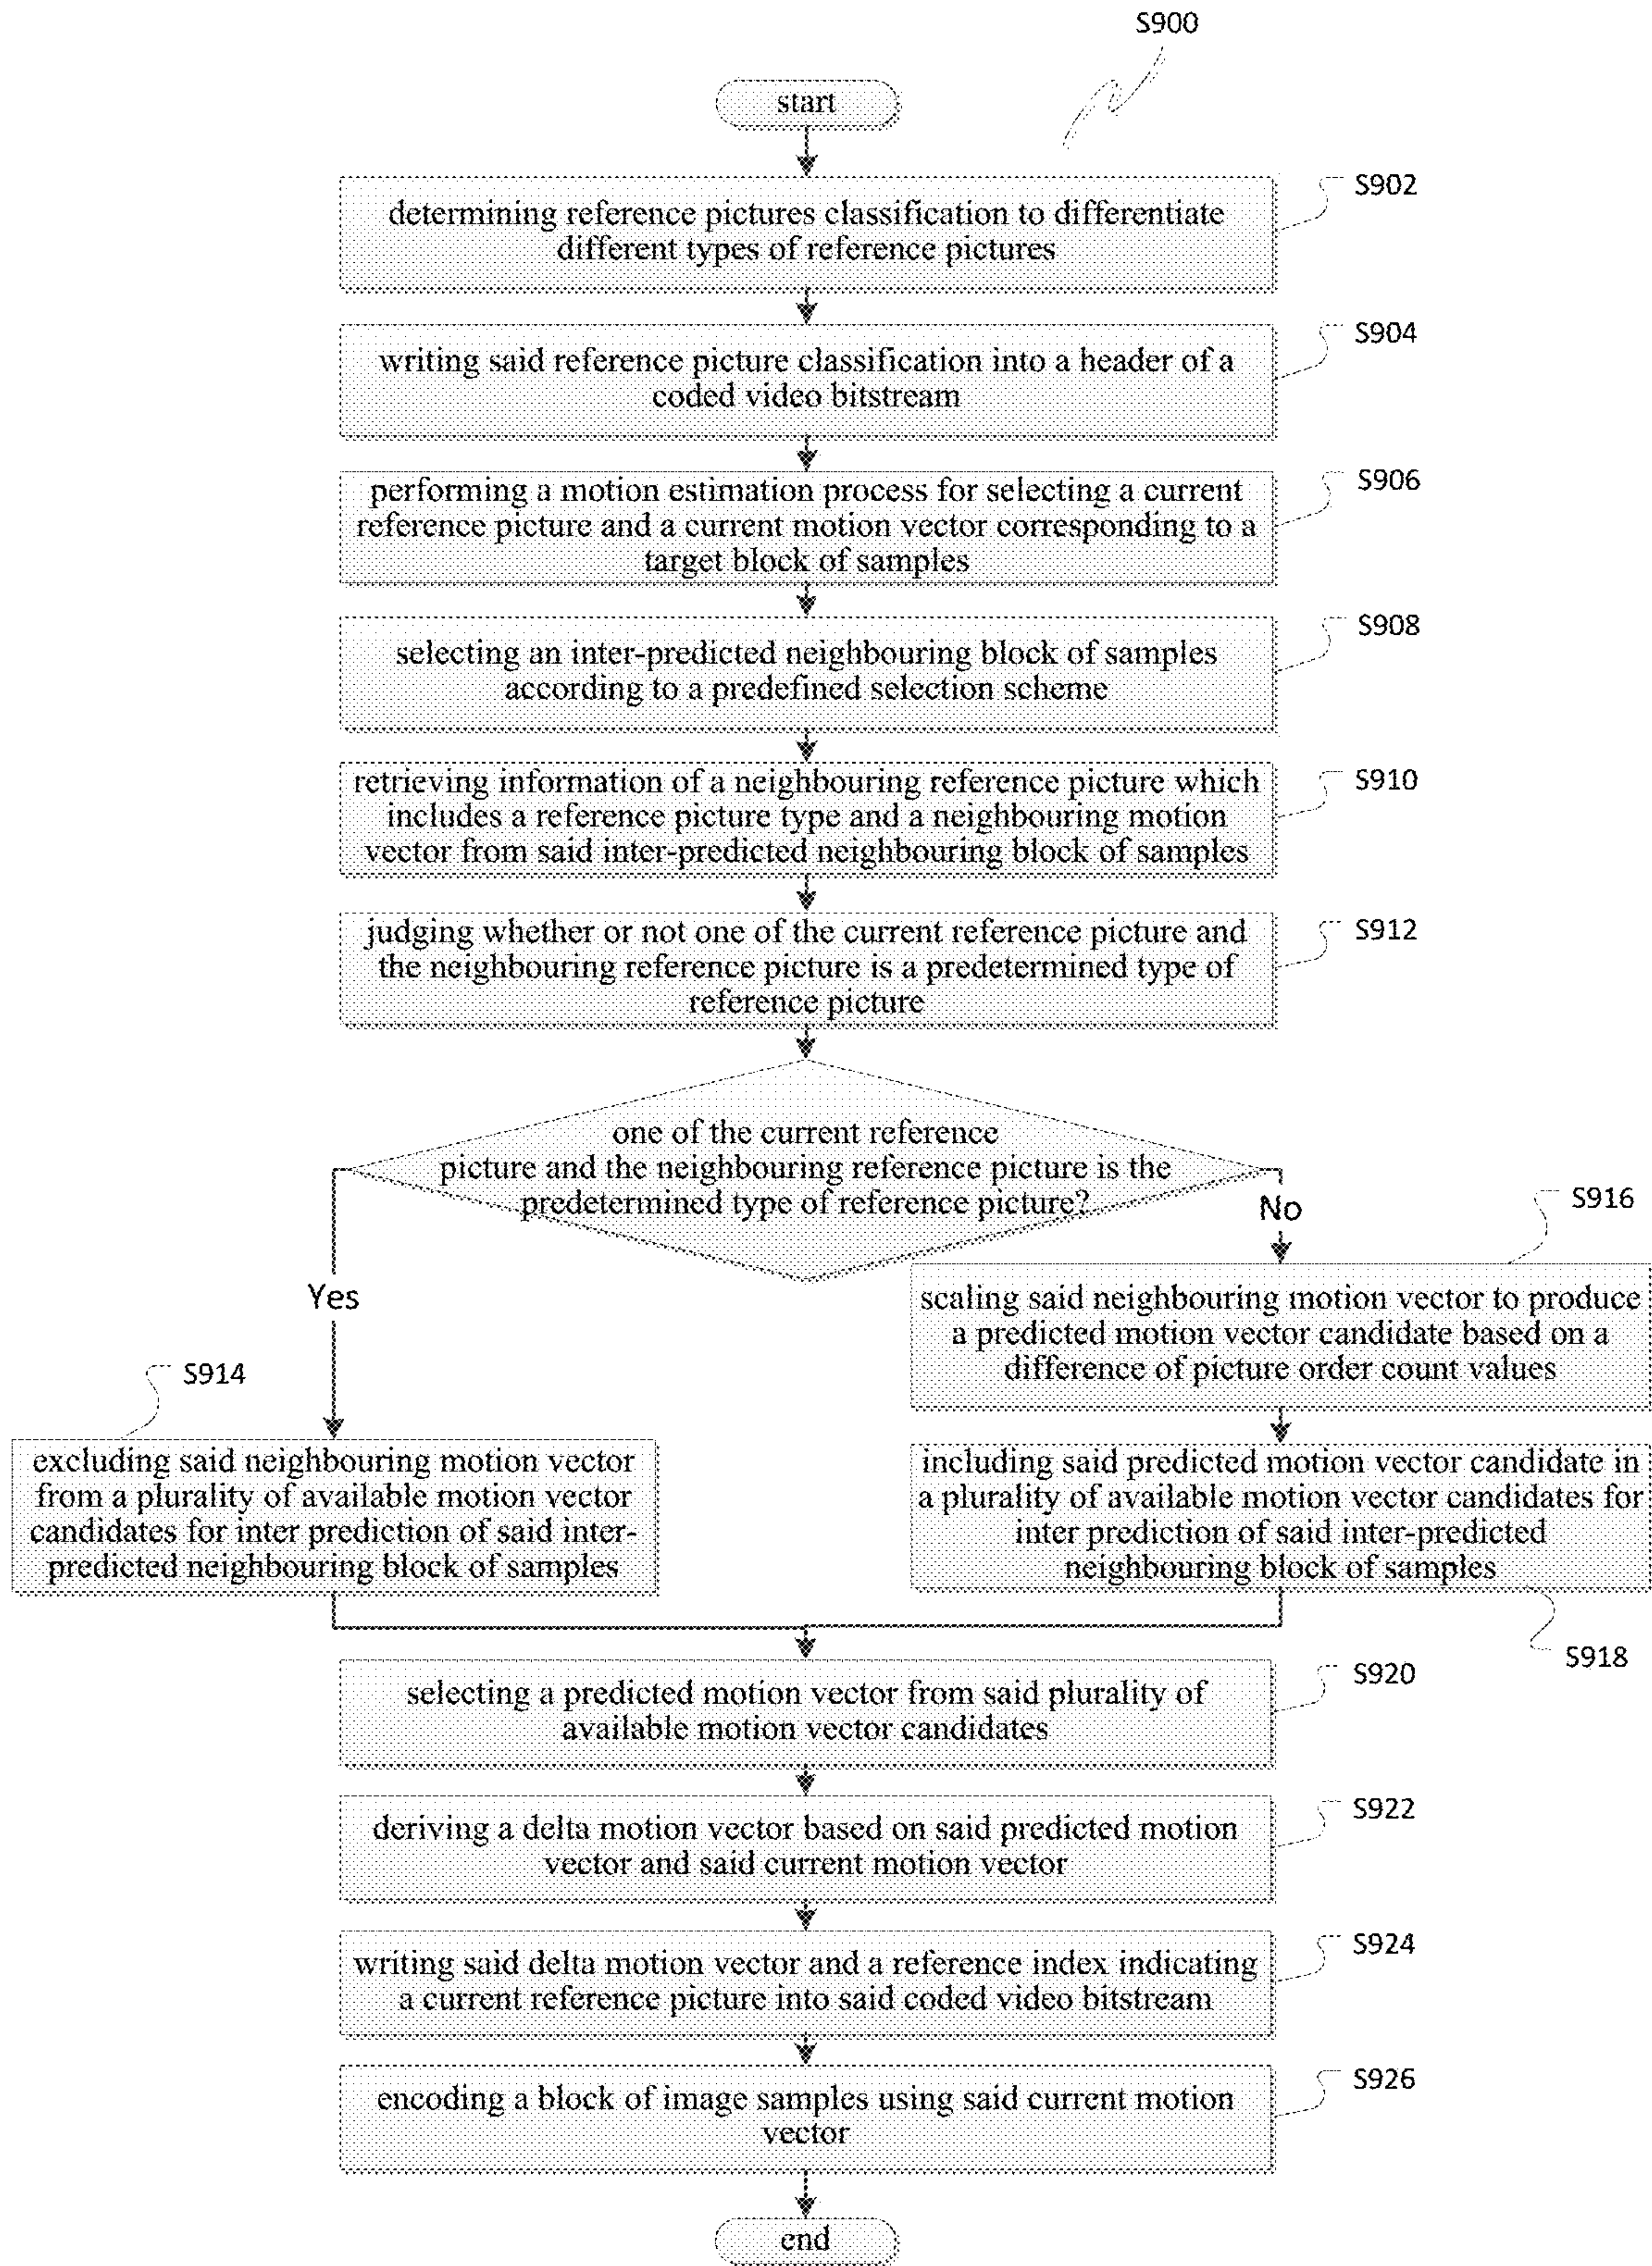 S900
start
S902
determining reference pictures classification to differentiate
different types of reference pictures
S904
writing said reference picture classification into a header of a
coded video bitstream
S906
performing a motion estimation process for selecting a current
reference picture and a current motion vector corresponding to a
target block of samples
S908
selecting an inter-predicted neighbouring block of samples
according to a predefined selection scheme
S910
retrieving information of a neighbouring reference picture which
includes a reference picture type and a neighbouring motion
vector from said inter-predicted neighbouring block of samples
S912
judging whether or not one of the current reference picture and
the neighbouring reference picture is a predetermined type of
reference picture
one of the current reference
picture and the neighbouring reference picture is the
predetermined type of reference picture?
Yes
No
S914
excluding said neighbouring motion vector
from a plurality of available motion vector
candidates for inter prediction of said inter-
predicted neighbouring block of samples
S916
scaling said neighbouring motion vector to produce
a predicted motion vector candidate based on a
difference of picture order count values
including said predicted motion vector candidate in
a plurality of available motion vector candidates for
inter prediction of said inter-predicted
neighbouring block of samples
S918
S920
selecting a predicted motion vector from said plurality of
available motion vector candidates
S922
deriving a delta motion vector based on said predicted motion
vector and said current motion vector
S924
writing said delta motion vector and a reference index indicating
a current reference picture into said coded video bitstream
S926
encoding a block of image samples using said current motion
vector
end